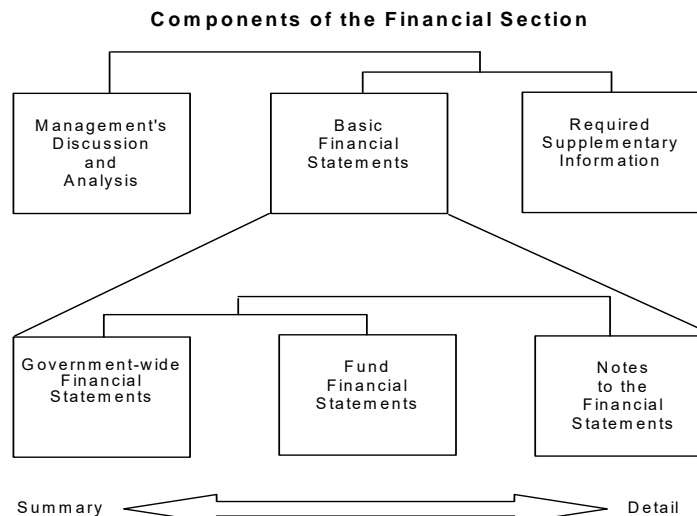 Components of the Financial Section
Management's
Discussion
and
Analysis
Basic
Financial
Statements
Required
Supplementary
Information
Government-wide
Financial
Statements
Fund
Financial
Statements
Notes
to the
Financial
Statements
Summary
Detail